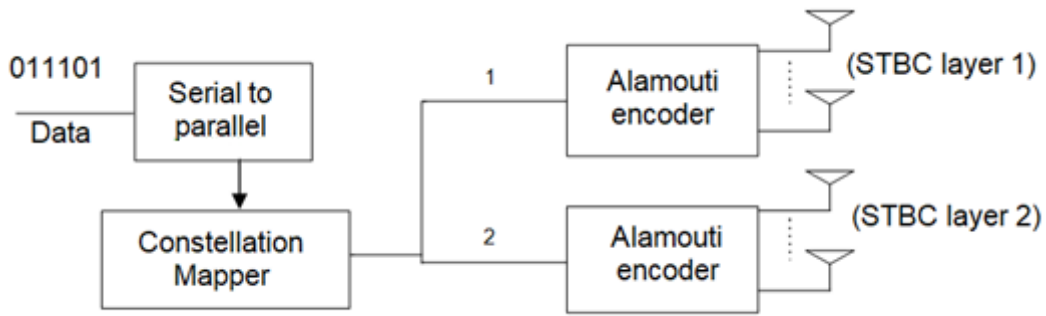 011101
Data
Serial to
parallel
Constellation
Mapper
1
Alamouti
encoder
(STBC layer 1)
2
Alamouti
encoder
(STBC layer 2)